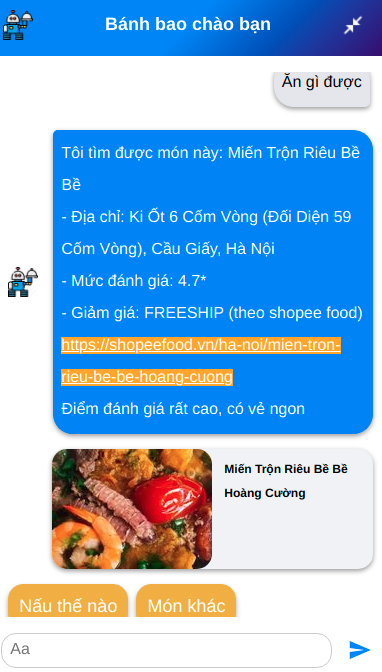 Bánh bao chào bạn
Ăn gì được
Tôi tìm được món này: Miến Trộn Riêu Bề
Bề
- Địa chỉ: Ki Ốt 6 Cốm Vòng (Đối Diện 59
Cốm Vòng), Cầu Giấy, Hà Nội
- Mức đánh giá: 4.7*
- Giảm giá: FREESHIP (theo shopee food)
https://shopeefood.vn/ha-noi/mien-tron-
rieu-be-be-hoang-cuong
Điểm đánh giá rất cao, có vẻ ngon
Miến Trộn Riêu Bề Bề
Hoàng Cường
Nấu thế nào
Món khác
Aa